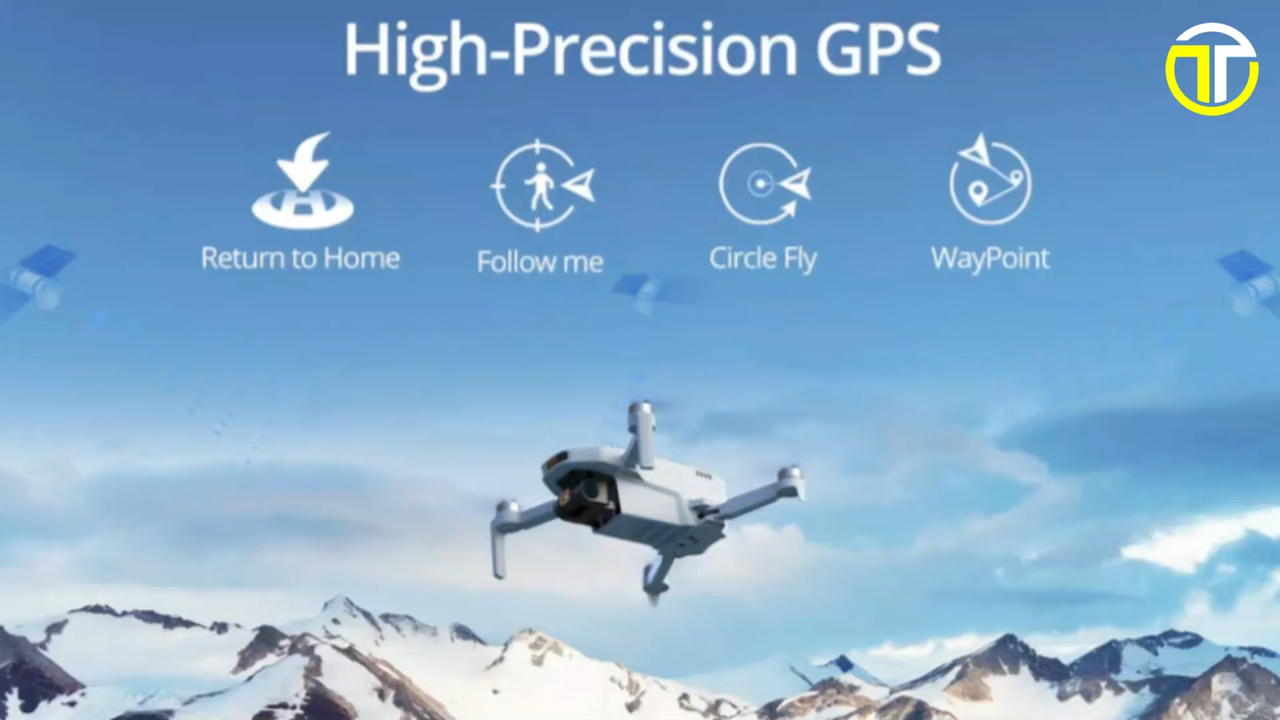 High-Precision GPS
Return to Home
Follow me
Circle Fly
WayPoint